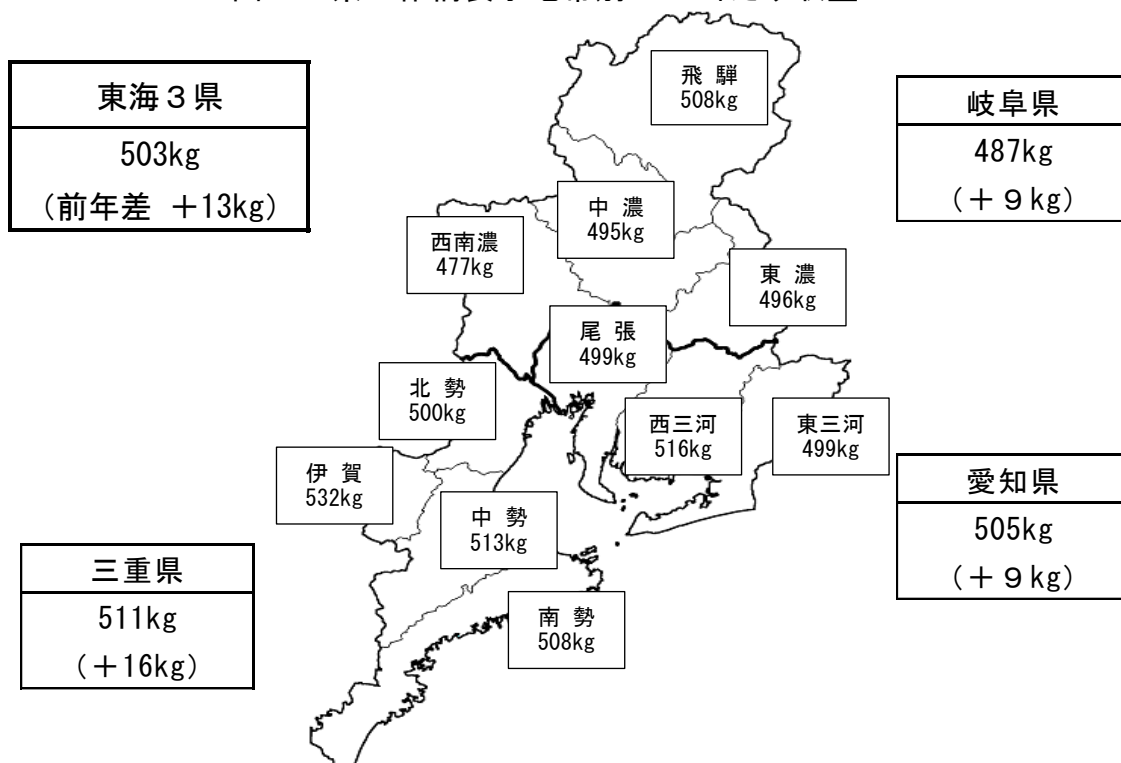 東海３県
503kg
(前年差 ＋13kg)
岐阜県
487kg
(＋９kg)
飛騨
508kg
中濃
495kg
西南濃
477kg
東濃
496kg
尾張
499kg
北勢
500kg
西三河
516kg
東三河
499kg
伊賀
532kg
中勢
513kg
南勢
508kg
愛知県
505kg
(＋９kg)
三重県
511kg
(＋16kg)